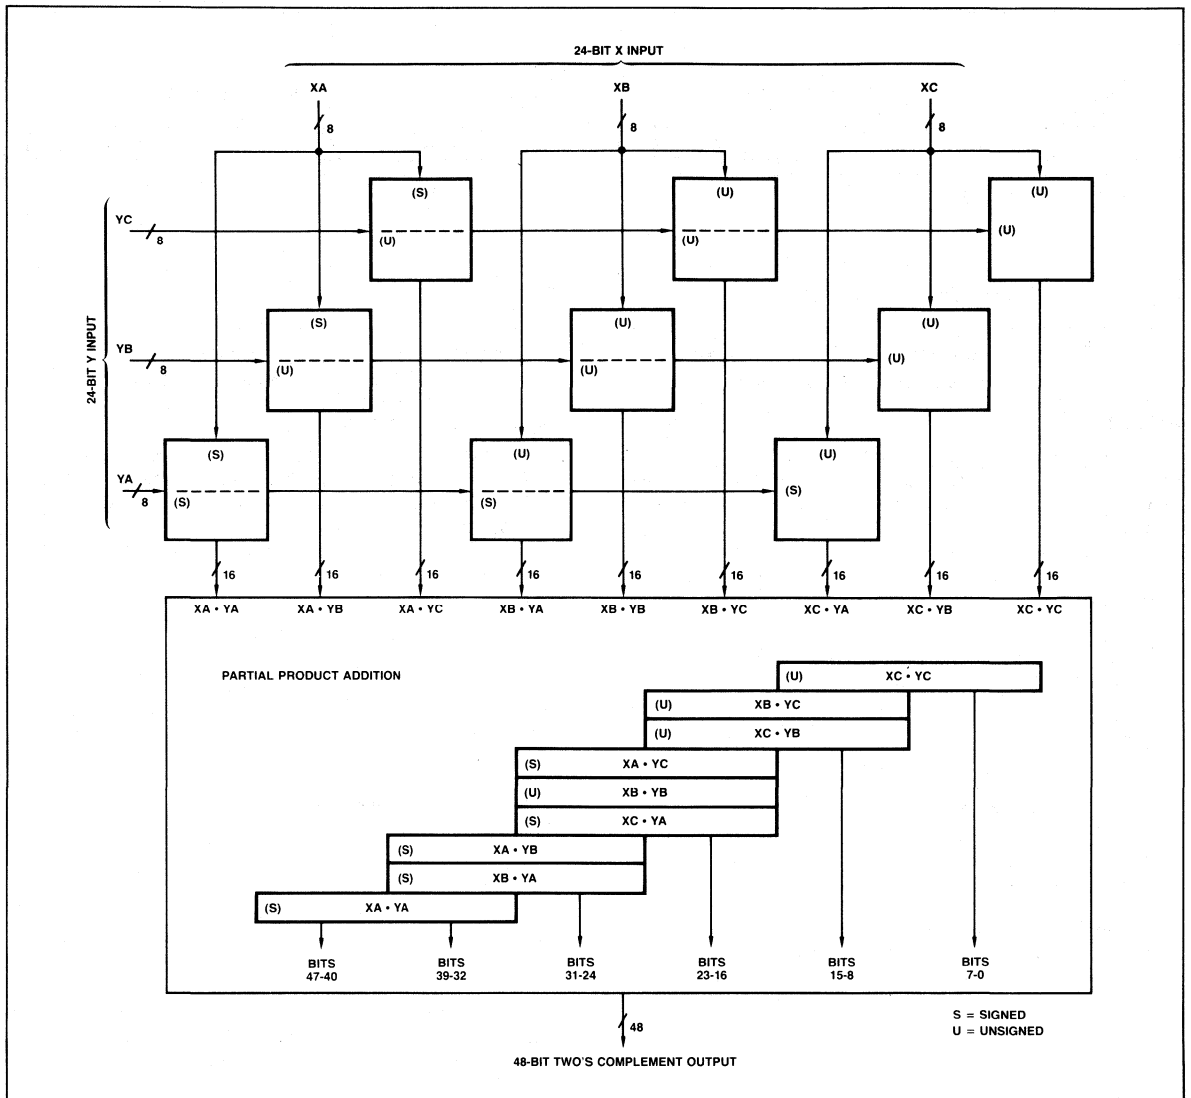 24-BIT X INPUT
XA
XB
XC
8
8
8
24-BIT Y INPUT
YC
8
(S)
(U)
(U)
(U)
(U)
(U)
YB
8
(S)
(U)
(U)
(U)
(U)
(U)
YA
8
(S)
(S)
(U)
(S)
(U)
(S)
16
16
16
16
16
16
16
16
16
XA • YA
XA • YB
XA • YC
XB • YA
XB • YB
XB • YC
XC • YA
XC • YB
XC • YC
PARTIAL PRODUCT ADDITION
(U) XC • YC
(U) XB • YC
(U) XC • YB
(S) XA • YC
(U) XB • YB
(S) XC • YA
(S) XA • YB
(S) XB • YA
(S) XA • YA
BITS
47-40
BITS
39-32
BITS
31-24
BITS
23-16
BITS
15-8
BITS
7-0
48
S = SIGNED
U = UNSIGNED
48-BIT TWO'S COMPLEMENT OUTPUT